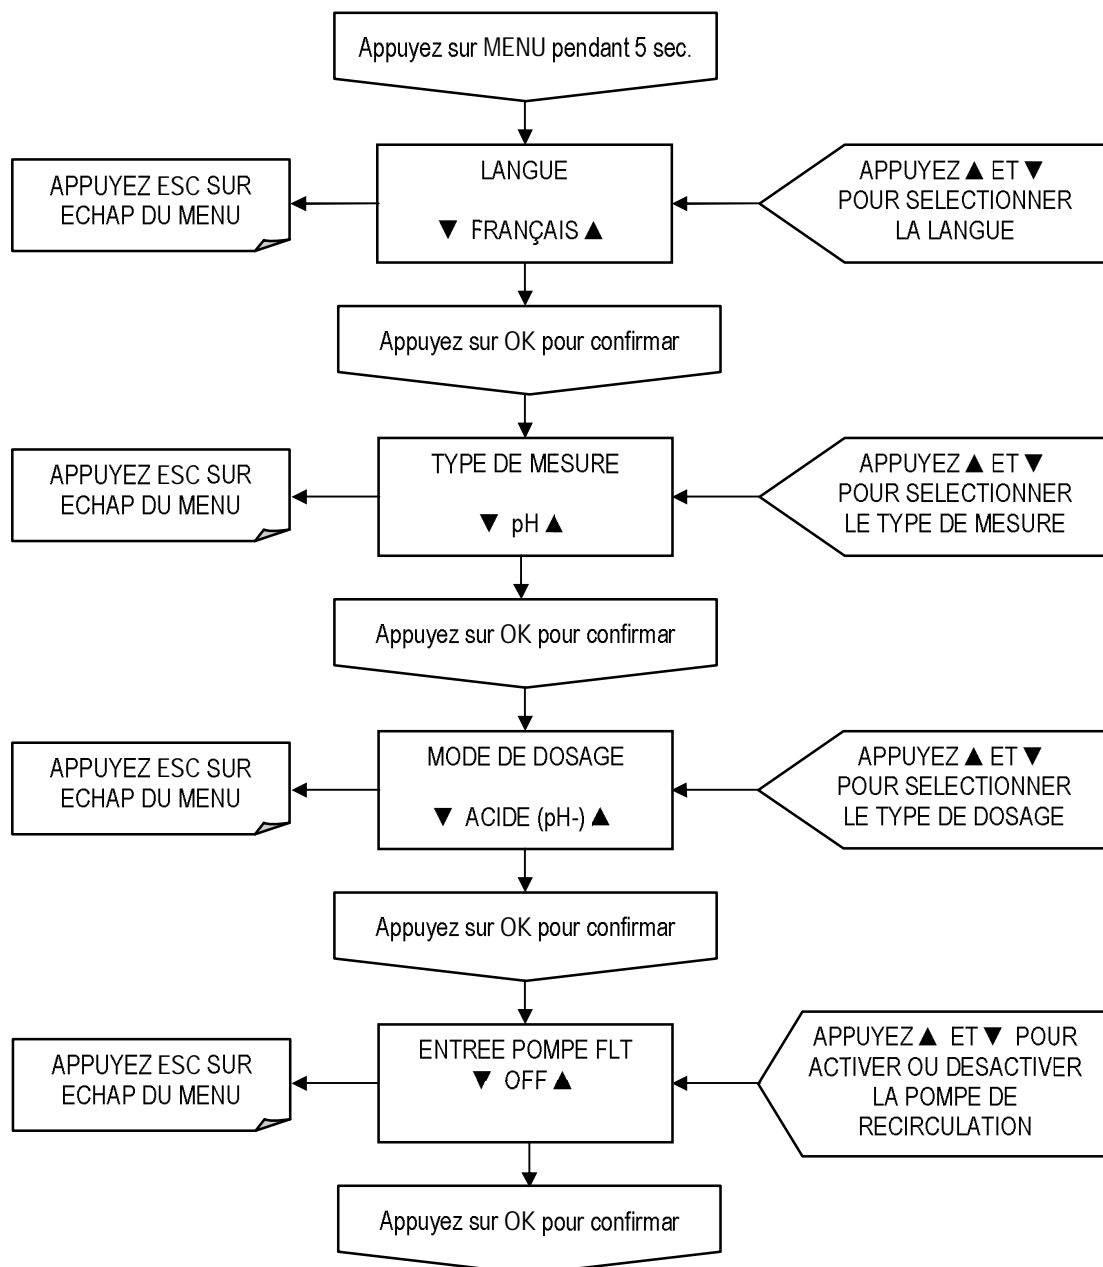 Appuyez sur MENU pendant 5 sec.
APPUYEZ ESC SUR
ECHAP DU MENU
LANGUE
▼ FRANÇAIS ▲
APPUYEZ ▲ ET ▼
POUR SELECTIONNER
LA LANGUE
Appuyez sur OK pour confirmar
APPUYEZ ESC SUR
ECHAP DU MENU
TYPE DE MESURE
▼ pH ▲
APPUYEZ ▲ ET ▼
POUR SELECTIONNER
LE TYPE DE MESURE
Appuyez sur OK pour confirmar
APPUYEZ ESC SUR
ECHAP DU MENU
MODE DE DOSAGE
▼ ACIDE (pH-) ▲
APPUYEZ ▲ ET ▼
POUR SELECTIONNER
LE TYPE DE DOSAGE
Appuyez sur OK pour confirmar
APPUYEZ ESC SUR
ECHAP DU MENU
ENTREE POMPE FLT
▼ OFF ▲
APPUYEZ ▲ ET ▼ POUR
ACTIVER OU DESACTIVER
LA POMPE DE
RECIRCULATION
Appuyez sur OK pour confirmar